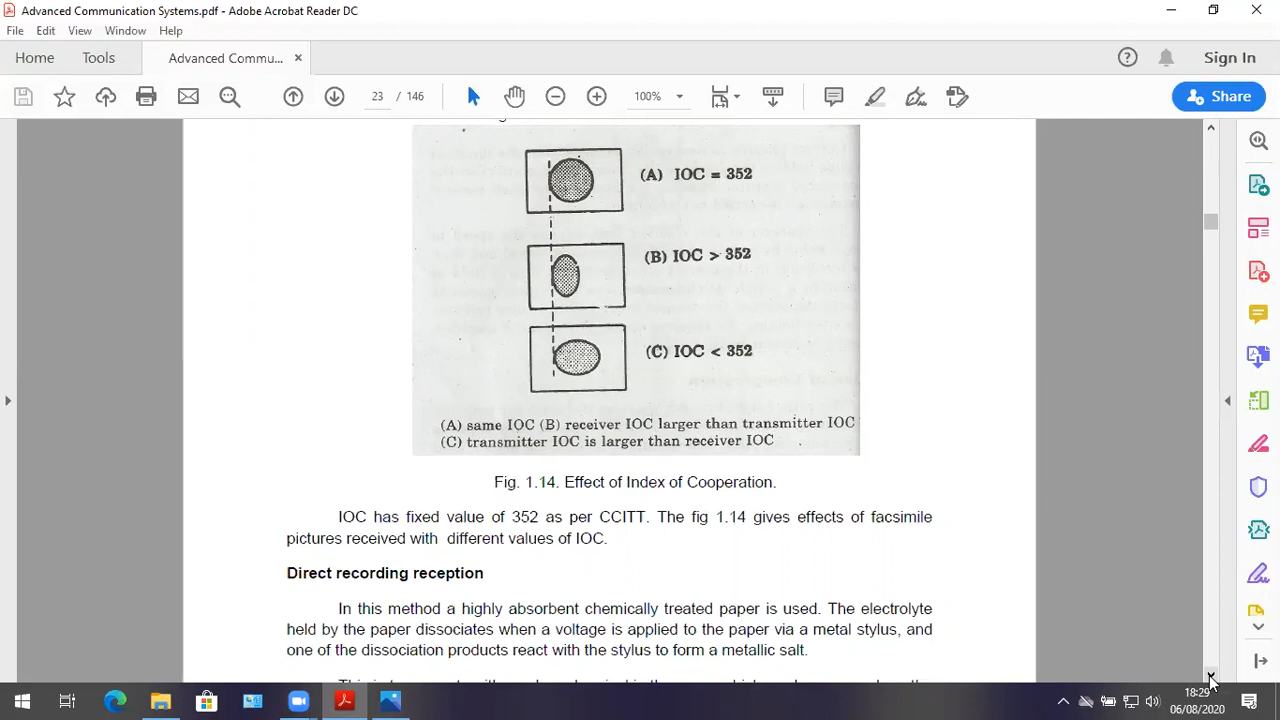 Advanced Communication Systems.pdf - Adobe Acrobat Reader DC
File Edit View Window Help
Home Tools Advanced Commu... × Sign In
23 / 146 100% Share
(A) IOC = 352
(B) IOC > 352
(C) IOC < 352
(A) same IOC (B) receiver IOC larger than transmitter IOC
(C) transmitter IOC is larger than receiver IOC
Fig. 1.14. Effect of Index of Cooperation.
IOC has fixed value of 352 as per CCITT. The fig 1.14 gives effects of facsimile
pictures received with different values of IOC.
Direct recording reception
In this method a highly absorbent chemically treated paper is used. The electrolyte
held by the paper dissociates when a voltage is applied to the paper via a metal stylus, and
one of the dissociation products react with the stylus to form a metallic salt.
18:29
06/08/2020